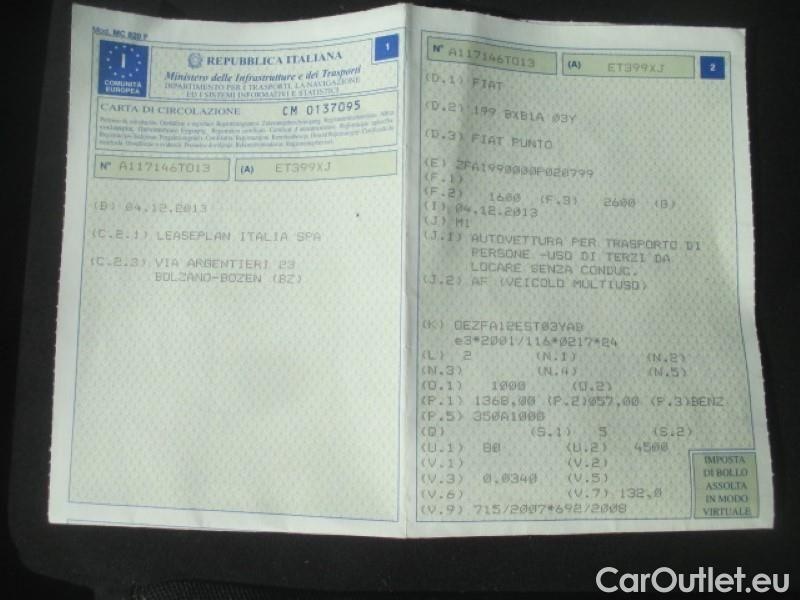 Mod. MC 820 F
I
COMUNITÀ
EUROPEA
REPUBBLICA ITALIANA
Ministero delle Infrastrutture e dei Trasporti
DIPARTIMENTO PER I TRASPORTI, LA NAVIGAZIONE
ED I SISTEMI INFORMATIVI E STATISTICI
1
CARTA DI CIRCOLAZIONE CM 0137095
N° A117146TO13 (A) ET399XJ
(B) 04.12.2013
(C.2.1) LEASEPLAN ITALIA SPA
(C.2.3) VIA ARGENTIERI 23
BOLZANO-BOZEN (BZ)
N° A117146TO13 (A) ET399XJ 2
(D.1) FIAT
(D.2) 199 BXB1A 03Y
(D.3) FIAT PUNTO
(E) ZFA1990000P020799
(F.1)
(F.2) 1600 (F.3) 2600 (G)
(I) 04.12.2013
(J) M1
(J.1) AUTOVETTURA PER TRASPORTO DI
PERSONE -USO DI TERZI DA
LOCARE SENZA CONDUC.
(J.2) AF (VEICOLO MULTIUSO)
(K) OEZFA12EST03YAB
e3*2001/116*0217*24
(L) 2 (N.1) (N.2)
(N.3) (N.4) (N.5)
(O.1) 1000 (O.2)
(P.1) 1368,00 (P.2)057,00 (P.3)BENZ
(P.5) 350A1000
(Q) (S.1) 5 (S.2)
(U.1) 80 (U.2) 4500
(V.1) (V.2)
(V.3) 0,0340 (V.5)
(V.6) (V.7) 132,0
(V.9) 715/2007*692/2008
IMPOSTA
DI BOLLO
ASSOLTA
IN MODO
VIRTUALE
CarOutlet.eu